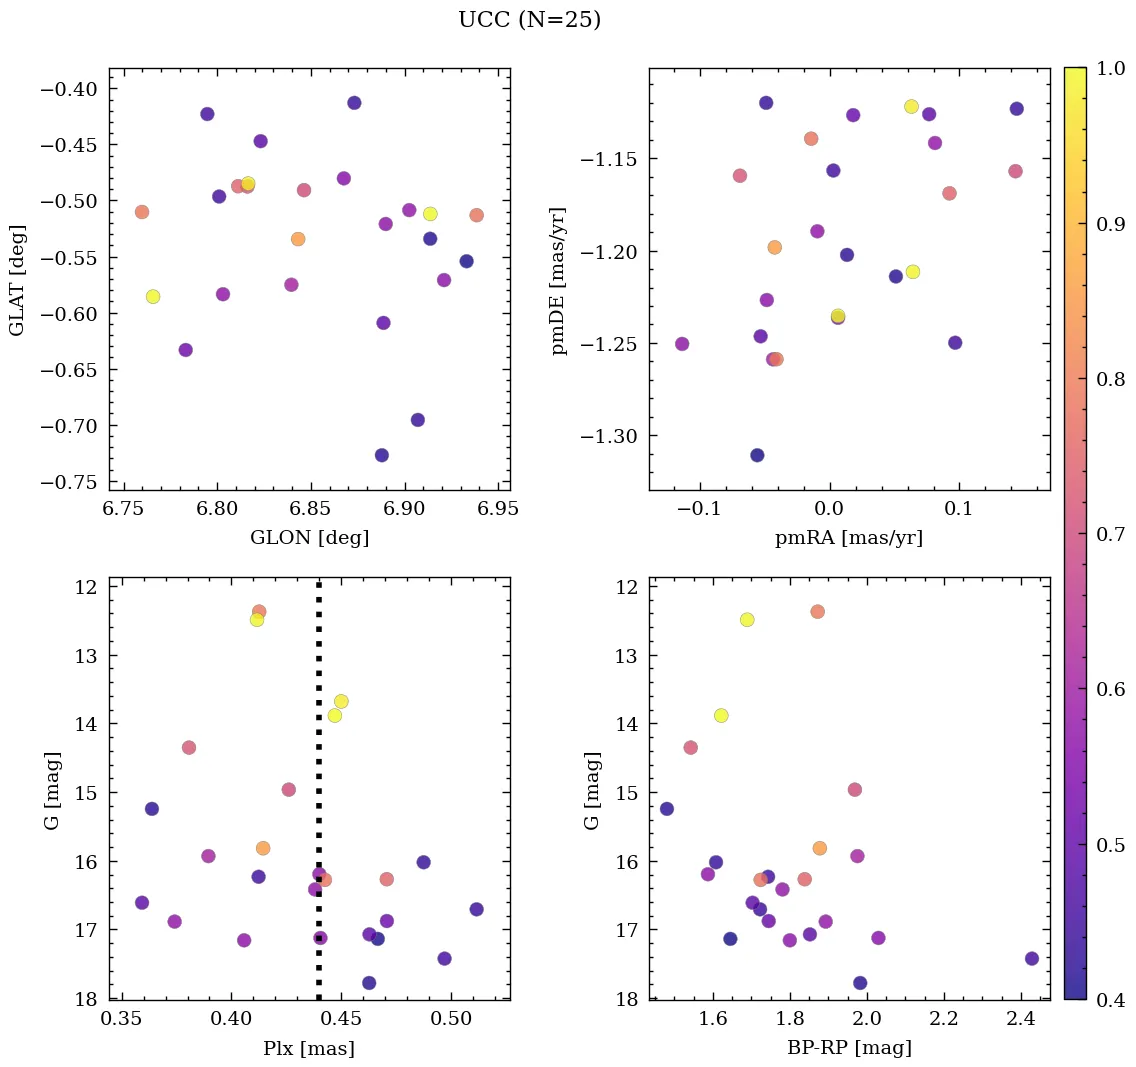 UCC (N=25)
−0.40
−0.45
−0.50
−0.55
−0.60
−0.65
−0.70
−0.75
GLAT [deg]
6.75 6.80 6.85 6.90 6.95
GLON [deg]
−1.15
−1.20
−1.25
−1.30
pmDE [mas/yr]
−0.1 0.0 0.1
pmRA [mas/yr]
12
13
14
15
16
17
18
G [mag]
0.35 0.40 0.45 0.50
Plx [mas]
12
13
14
15
16
17
18
G [mag]
1.6 1.8 2.0 2.2 2.4
BP-RP [mag]
1.0
0.9
0.8
0.7
0.6
0.5
0.4